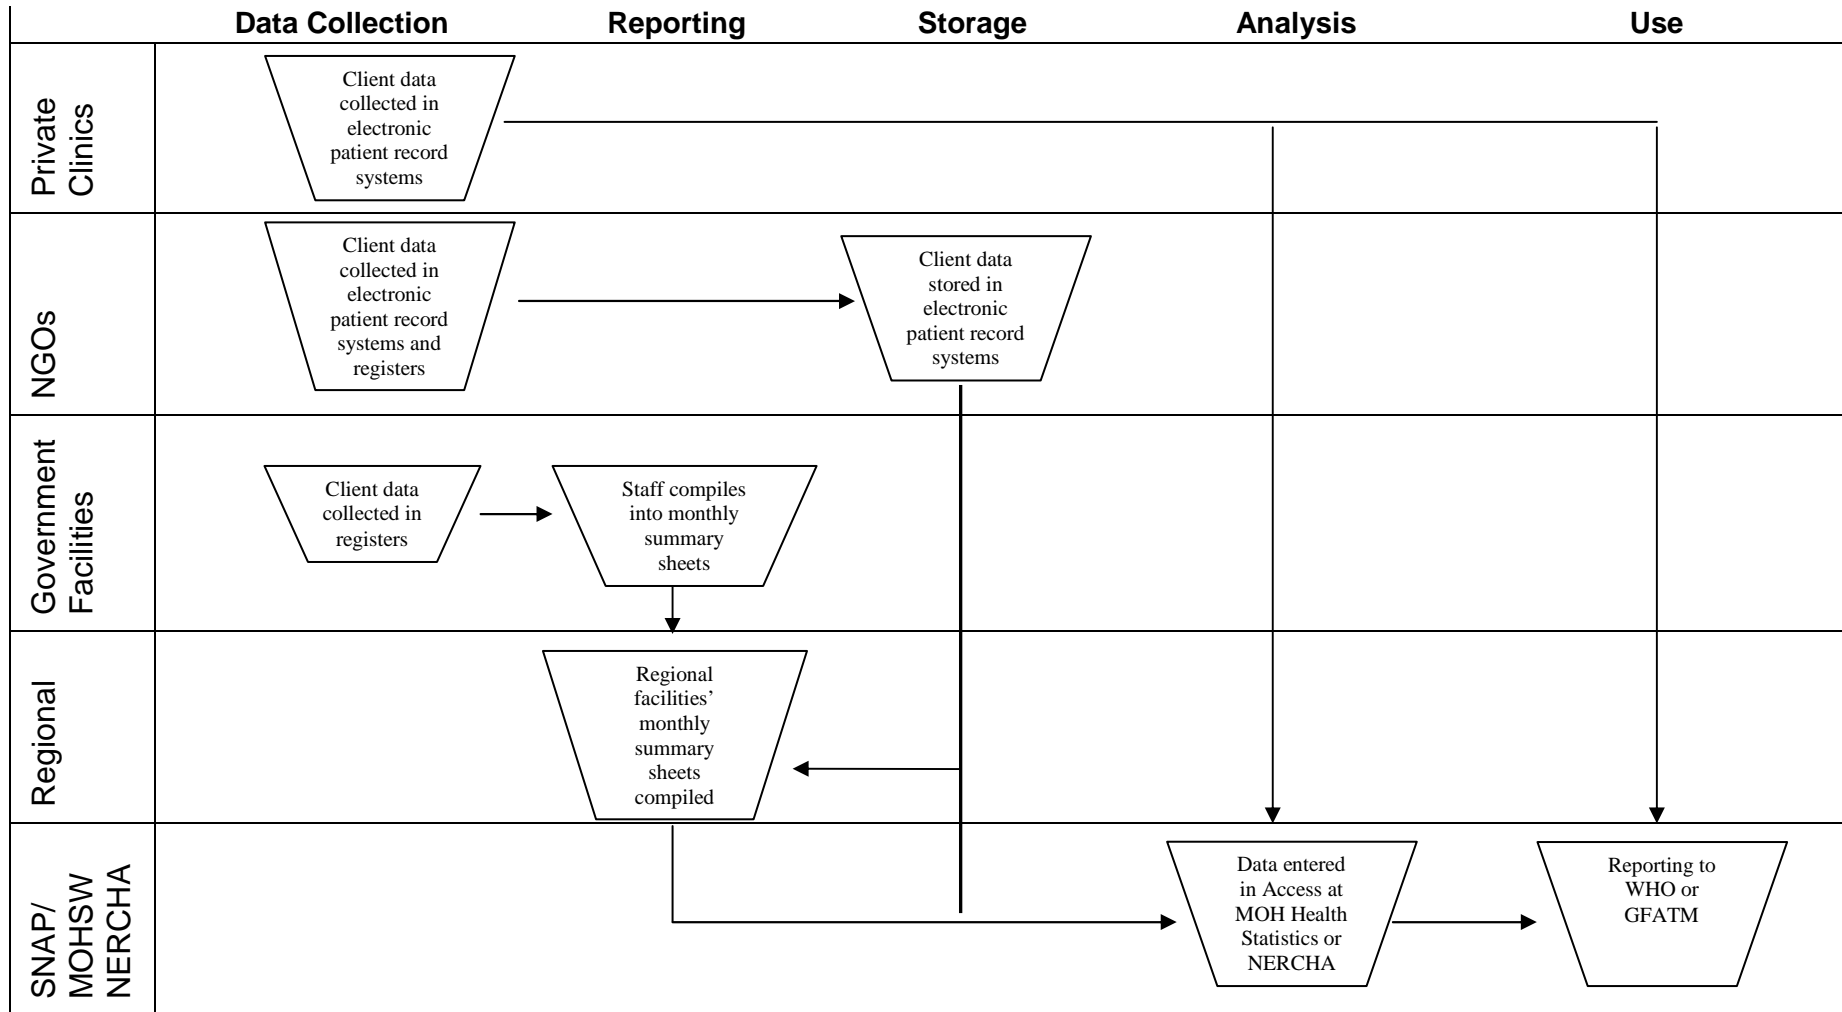 Data Collection
Reporting
Storage
Analysis
Use
Private
Clinics
Client data
collected in
electronic
patient record
systems
NGOs
Client data
collected in
electronic
patient record
systems and
registers
Client data
stored in
electronic
patient record
systems
Government
Facilities
Client data
collected in
registers
Staff compiles
into monthly
summary
sheets
Regional
Regional
facilities’
monthly
summary
sheets
compiled
SNAP/
MOHSW
NERCHA
Data entered
in Access at
MOH Health
Statistics or
NERCHA
Reporting to
WHO or
GFATM